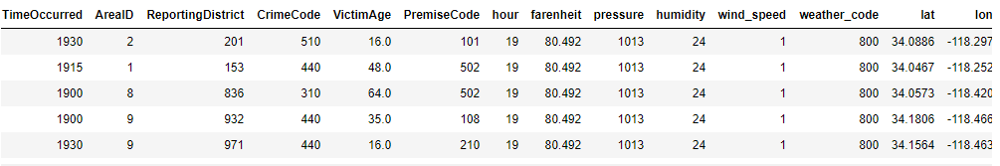 TimeOccurred AreaID ReportingDistrict CrimeCode VictimAge PremiseCode hour farenheit pressure humidity wind_speed weather_code lat lon
1930 2 201 510 16.0 101 19 80.492 1013 24 1 800 34.0886 -118.297
1915 1 153 440 48.0 502 19 80.492 1013 24 1 800 34.0467 -118.252
1900 8 836 310 64.0 502 19 80.492 1013 24 1 800 34.0573 -118.420
1900 9 932 440 35.0 108 19 80.492 1013 24 1 800 34.1806 -118.466
1930 9 971 440 16.0 210 19 80.492 1013 24 1 800 34.1564 -118.463